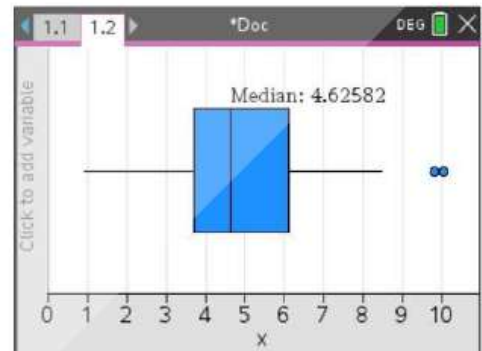 1.1 1.2 *Doc DEG
Click to add variable
Median: 4.62582
0 1 2 3 4 5 6 7 8 9 10
X